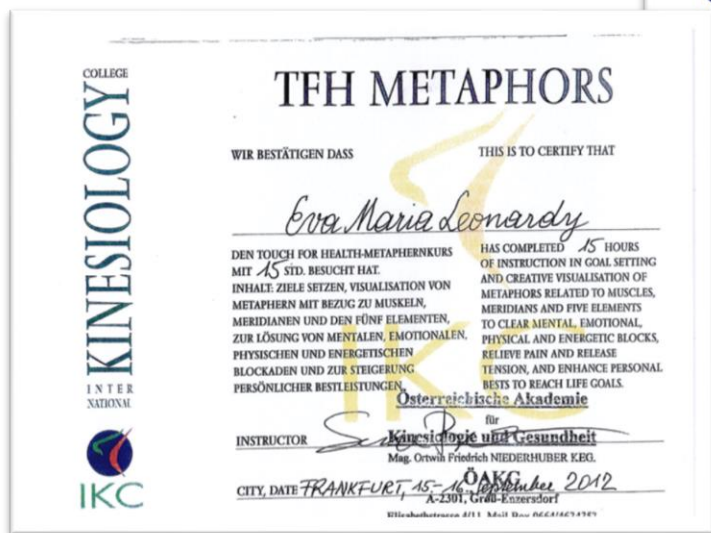 COLLEGE
KINESIOLOGY
INTER
NATIONAL
IKC
TFH METAPHORS
WIR BESTÄTIGEN DASS
THIS IS TO CERTIFY THAT
Eva Maria Leonardy
DEN TOUCH FOR HEALTH-METAPHERNKURS
MIT 15 STD. BESUCHT HAT.
INHALT: ZIELE SETZEN, VISUALISATION VON
METAPHERN MIT BEZUG ZU MUSKELN,
MERIDIANEN UND DEN FÜNF ELEMENTEN,
ZUR LÖSUNG VON MENTALEN, EMOTIONALEN,
PHYSISCHEN UND ENERGETISCHEN
BLOCKADEN UND ZUR STEIGERUNG
PERSÖNLICHER BESTLEISTUNGEN.
HAS COMPLETED 15 HOURS
OF INSTRUCTION IN GOAL SETTING
AND CREATIVE VISUALISATION OF
METAPHORS RELATED TO MUSCLES,
MERIDIANS AND FIVE ELEMENTS
TO CLEAR MENTAL, EMOTIONAL,
PHYSICAL AND ENERGETIC BLOCKS,
RELIEVE PAIN AND RELEASE
TENSION, AND ENHANCE PERSONAL
BESTS TO REACH LIFE GOALS.
IKC
Österreichische Akademie
für
Kinesiologie und Gesundheit
Mag. Ortwin Friedrich NIEDERHUBER KEG.
ÖAKG
A-2301, Groß-Enzersdorf
INSTRUCTOR
CITY, DATE FRANKFURT, 15-16 September 2012